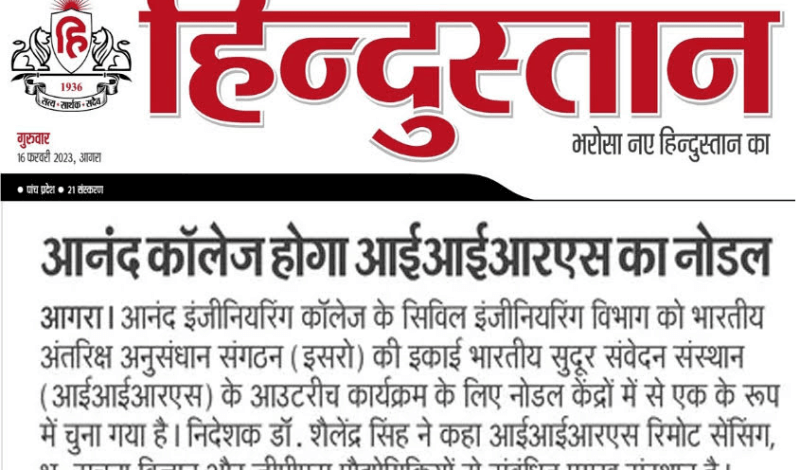 हि
1936
सत्य • सार्थक • सदैव
हिन्दुस्तान
गुरुवार
16 फरवरी 2023, आगरा
भरोसा नए हिन्दुस्तान का
• पांच प्रदेश • 21 संस्करण
आनंद कॉलेज होगा आईआईआरएस का नोडल
आगरा। आनंद इंजीनियरिंग कॉलेज के सिविल इंजीनियरिंग विभाग को भारतीय
अंतरिक्ष अनुसंधान संगठन (इसरो) की इकाई भारतीय सुदूर संवेदन संस्थान
(आईआईआरएस) के आउटरीच कार्यक्रम के लिए नोडल केंद्रों में से एक के रूप
में चुना गया है। निदेशक डॉ. शैलेंद्र सिंह ने कहा आईआईआरएस रिमोट सेंसिंग,